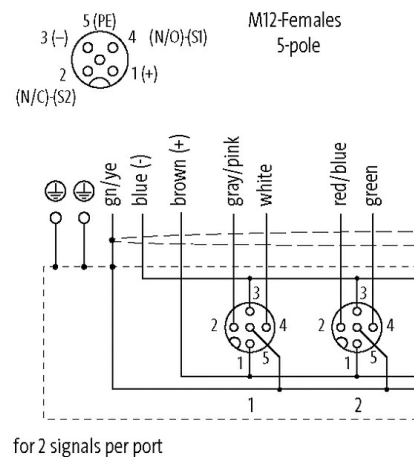 5 (PE)
3 (–)
4
(N/O)-(S1)
2
1 (+)
(N/C)-(S2)
M12-Females
5-pole
gn/ye
blue (-)
brown (+)
gray/pink
white
red/blue
green
3
2
4
1
5
3
2
4
1
5
1
2
for 2 signals per port